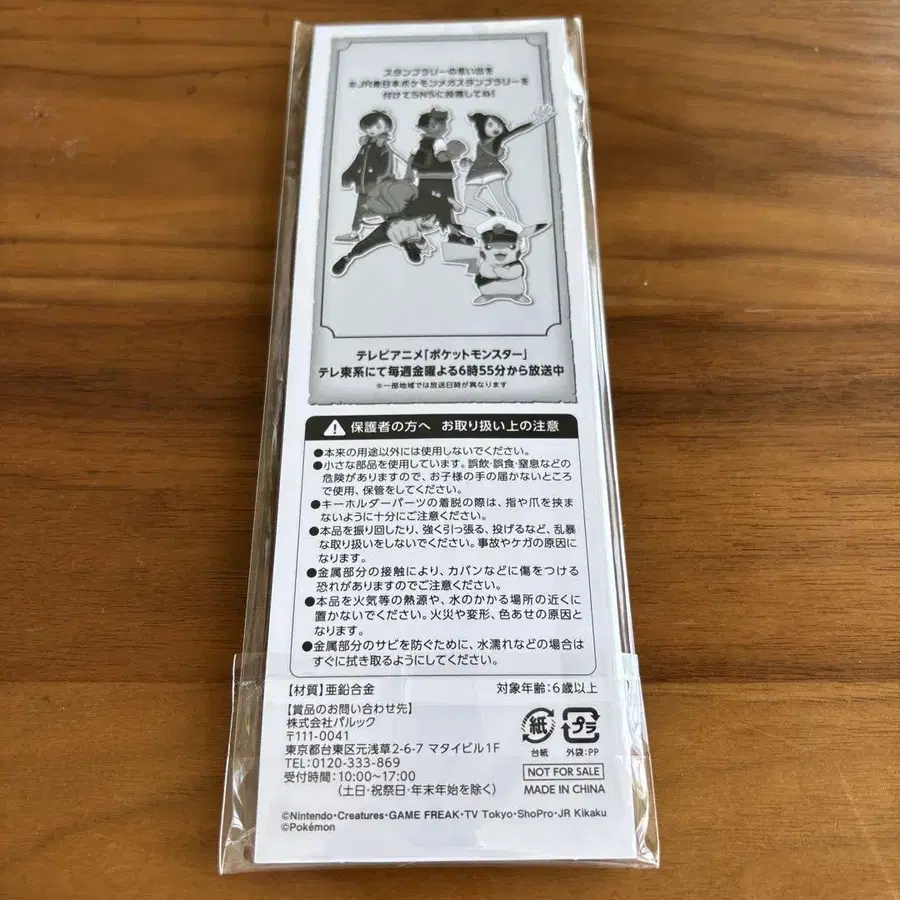 スタンプラリーの思い出を
#JR東日本ポケモンメガスタンプラリーを
付けてSNSに投稿してね!
テレビアニメ「ポケットモンスター」
テレ東系にて毎週金曜よる6時55分から放送中
※一部地域では放送日時が異なります
保護者の方へ お取り扱い上の注意
●本来の用途以外には使用しないでください。
●小さな部品を使用しています。誤飲・誤食・窒息などの
危険がありますので、お子様の手の届かないところ
で使用、保管をしてください。
●キーホルダーパーツの着脱の際は、指や爪を挟ま
ないように十分にご注意ください。
●本品を振り回したり、強く引っ張る、投げるなど、乱暴
な取り扱いをしないでください。事故やケガの原因に
なります。
●金属部分の接触により、カバンなどに傷をつける
恐れがありますのでご注意ください。
●本品を火気等の熱源や、水のかかる場所の近くに
置かないでください。火災や変形、色あせの原因と
なります。
●金属部分のサビを防ぐために、水濡れなどの場合は
すぐに拭き取るようにしてください。
【材質】亜鉛合金 対象年齢:6歳以上
【賞品のお問い合わせ先】
株式会社パルック
〒111-0041
東京都台東区元浅草2-6-7 マタイビル1F
TEL:0120-333-869
受付時間:10:00~17:00
(土日・祝祭日・年末年始を除く)
紙 プラ
台紙 外袋:PP
NOT FOR SALE
MADE IN CHINA
©Nintendo・Creatures・GAME FREAK・TV Tokyo・ShoPro・JR Kikaku
©Pokémon